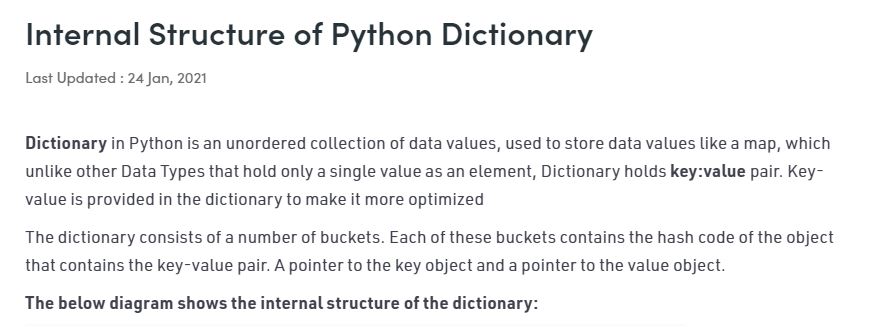 Internal Structure of Python Dictionary
Last Updated : 24 Jan, 2021
Dictionary in Python is an unordered collection of data values, used to store data values like a map, which
unlike other Data Types that hold only a single value as an element, Dictionary holds key:value pair. Key-
value is provided in the dictionary to make it more optimized
The dictionary consists of a number of buckets. Each of these buckets contains the hash code of the object
that contains the key-value pair. A pointer to the key object and a pointer to the value object.
The below diagram shows the internal structure of the dictionary: